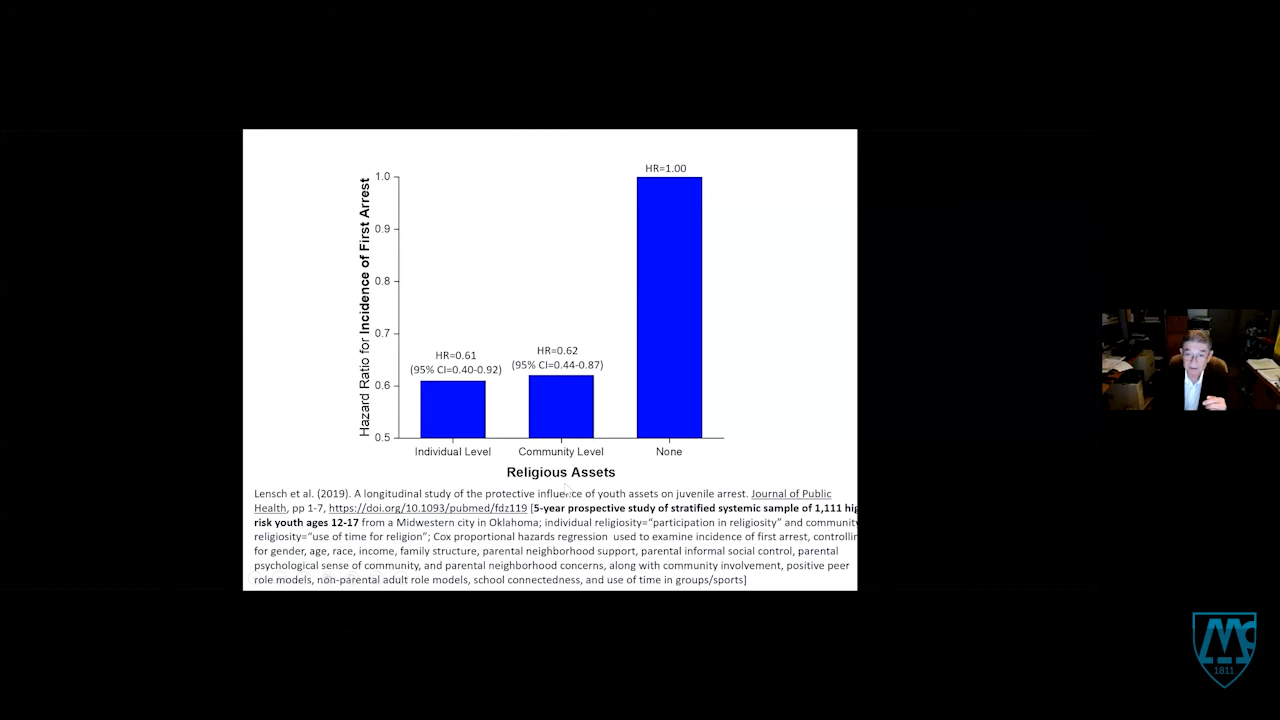 HR=1.00
1.0
0.9
0.8
0.7
0.6
0.5
Hazard Ratio for Incidence of First Arrest
HR=0.61
(95% CI=0.40-0.92)
HR=0.62
(95% CI=0.44-0.87)
Individual Level
Community Level
None
Religious Assets
Lensch et al. (2019). A longitudinal study of the protective influence of youth assets on juvenile arrest. Journal of Public
Health, pp 1-7, https://doi.org/10.1093/pubmed/fdz119 [5-year prospective study of stratified systemic sample of 1,111 hig
risk youth ages 12-17 from a Midwestern city in Oklahoma; individual religiosity="participation in religiosity" and community
religiosity="use of time for religion"; Cox proportional hazards regression used to examine incidence of first arrest, controllin
for gender, age, race, income, family structure, parental neighborhood support, parental informal social control, parental
psychological sense of community, and parental neighborhood concerns, along with community involvement, positive peer
role models, non-parental adult role models, school connectedness, and use of time in groups/sports]
1811